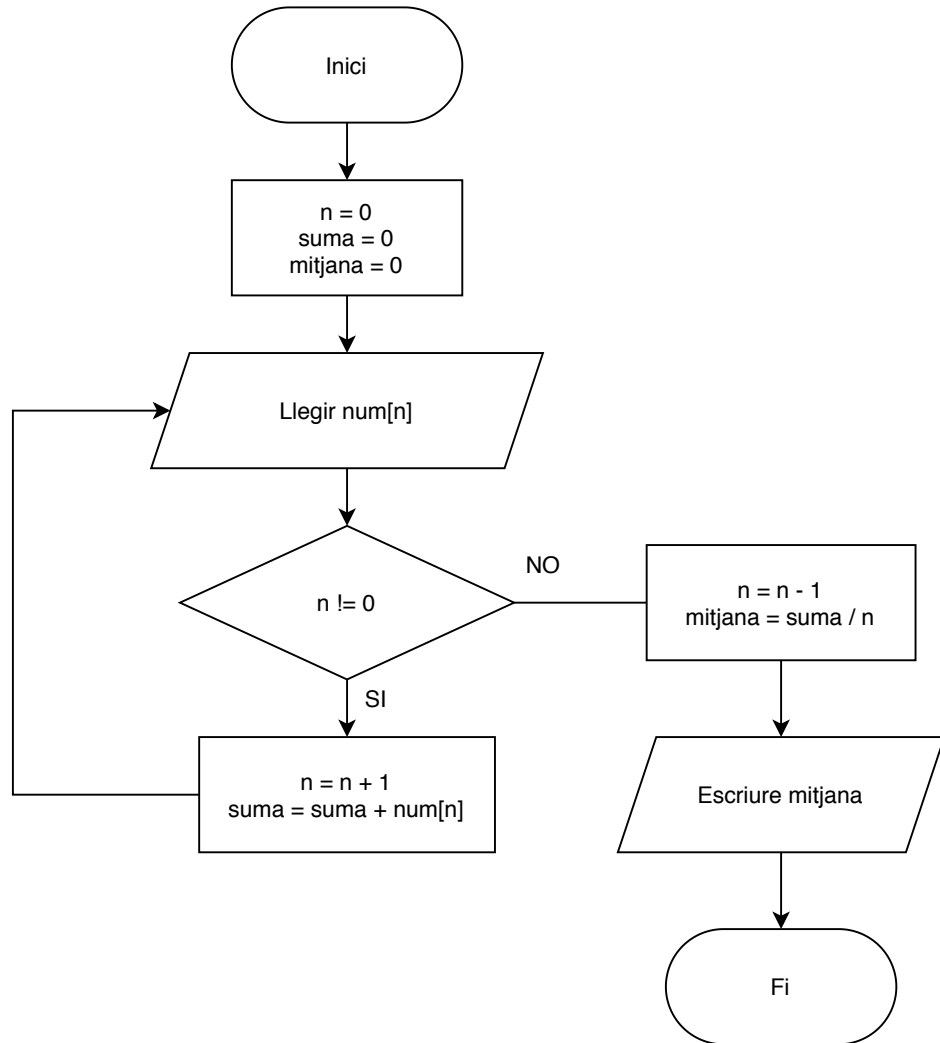 Inici
n = 0
suma = 0
mitjana = 0
Llegir num[n]
n != 0
NO
SI
n = n + 1
suma = suma + num[n]
n = n - 1
mitjana = suma / n
Escriure mitjana
Fi